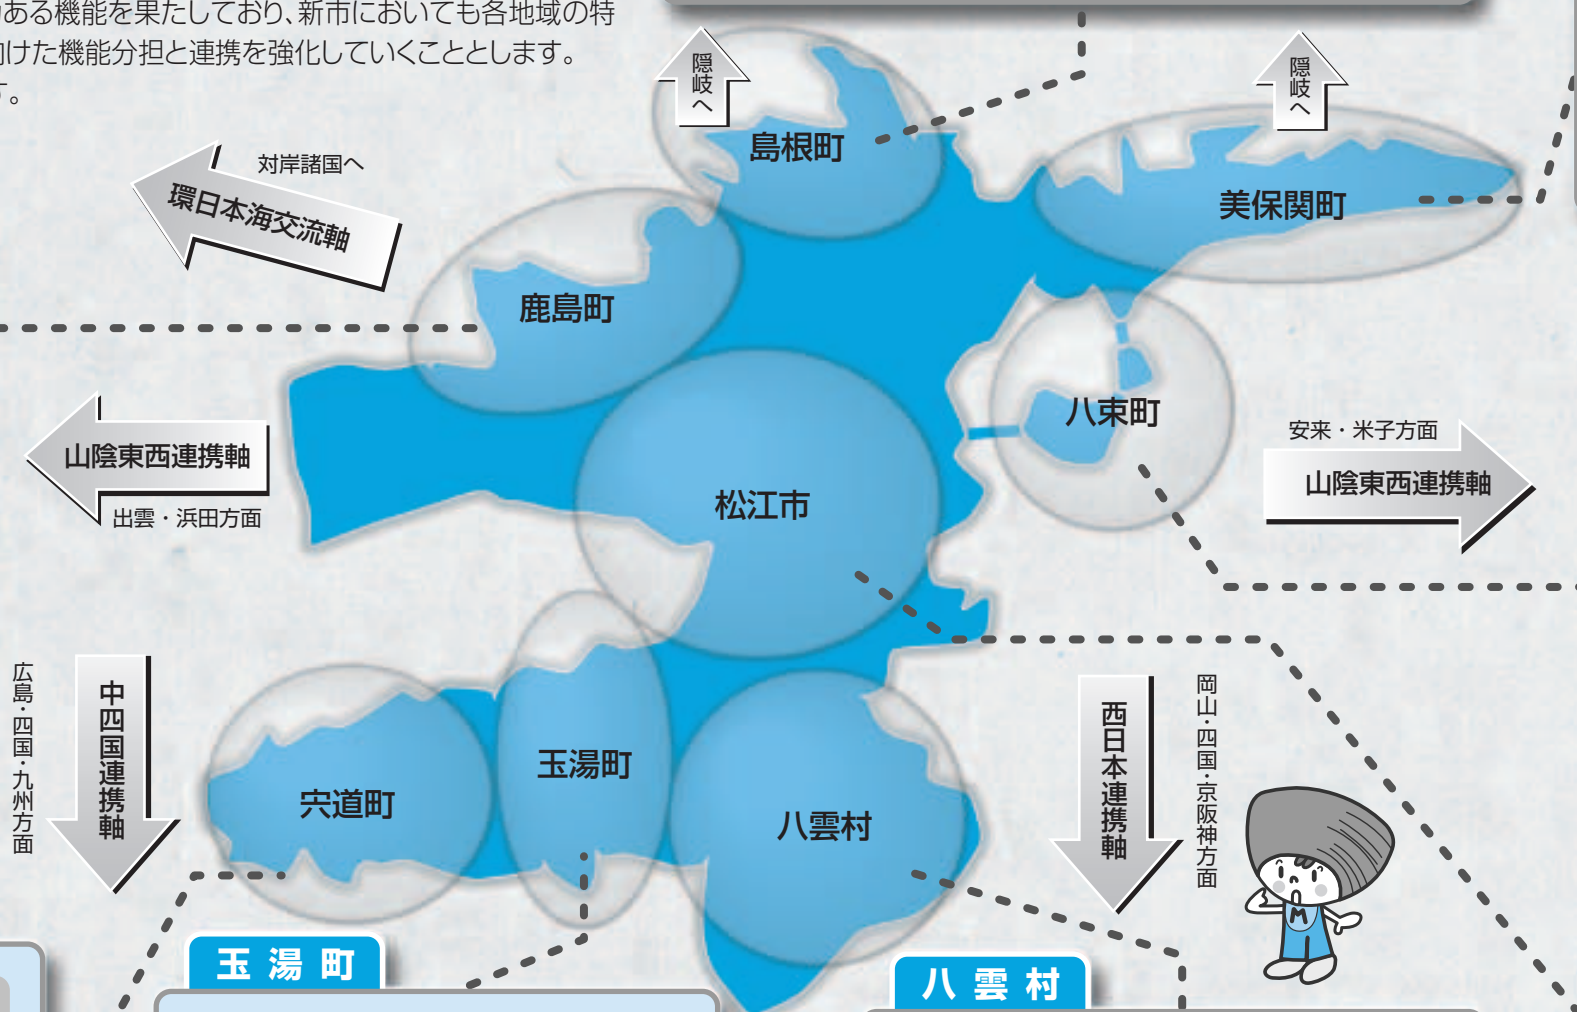 ある機能を果たしており、新市においても各地域の特
けた機能分担と連携を強化していくこととします。
す。
隠岐へ
隠岐へ
島根町
美保関町
対岸諸国へ
環日本海交流軸
鹿島町
八束町
山陰東西連携軸
出雲・浜田方面
松江市
安来・米子方面
山陰東西連携軸
広島・四国・九州方面
中四国連携軸
宍道町
玉湯町
八雲村
西日本連携軸
岡山・四国・京阪神方面
M
玉湯町
八雲村